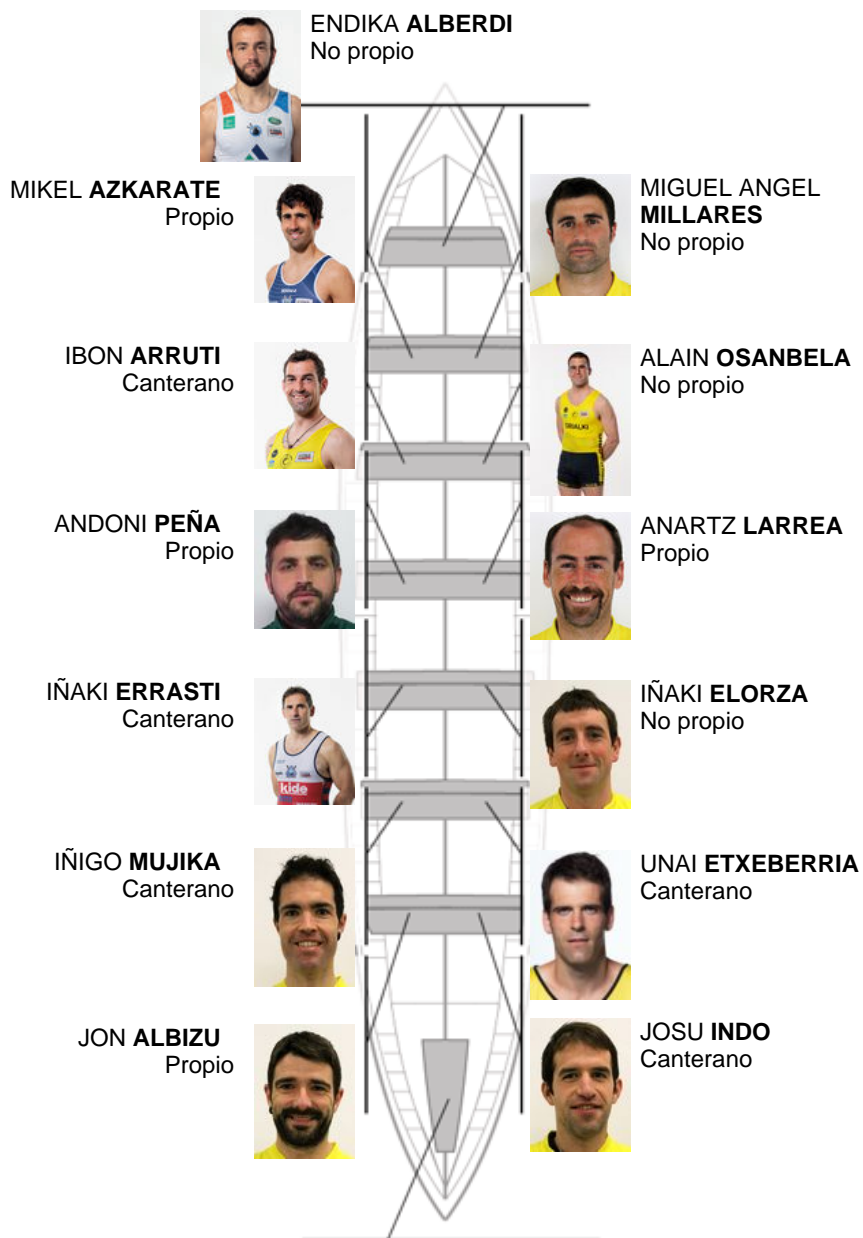 ENDIKA ALBERDI
No propio
MIKEL AZKARATE
Propio
MIGUEL ANGEL
MILLARES
No propio
IBON ARRUTI
Canterano
ALAIN OSANBELA
No propio
ANDONI PEÑA
Propio
ANARTZ LARREA
Propio
IÑAKI ERRASTI
Canterano
kide
IÑAKI ELORZA
No propio
IÑIGO MUJIKA
Canterano
UNAI ETXEBERRIA
Canterano
JON ALBIZU
Propio
JOSU INDO
Canterano